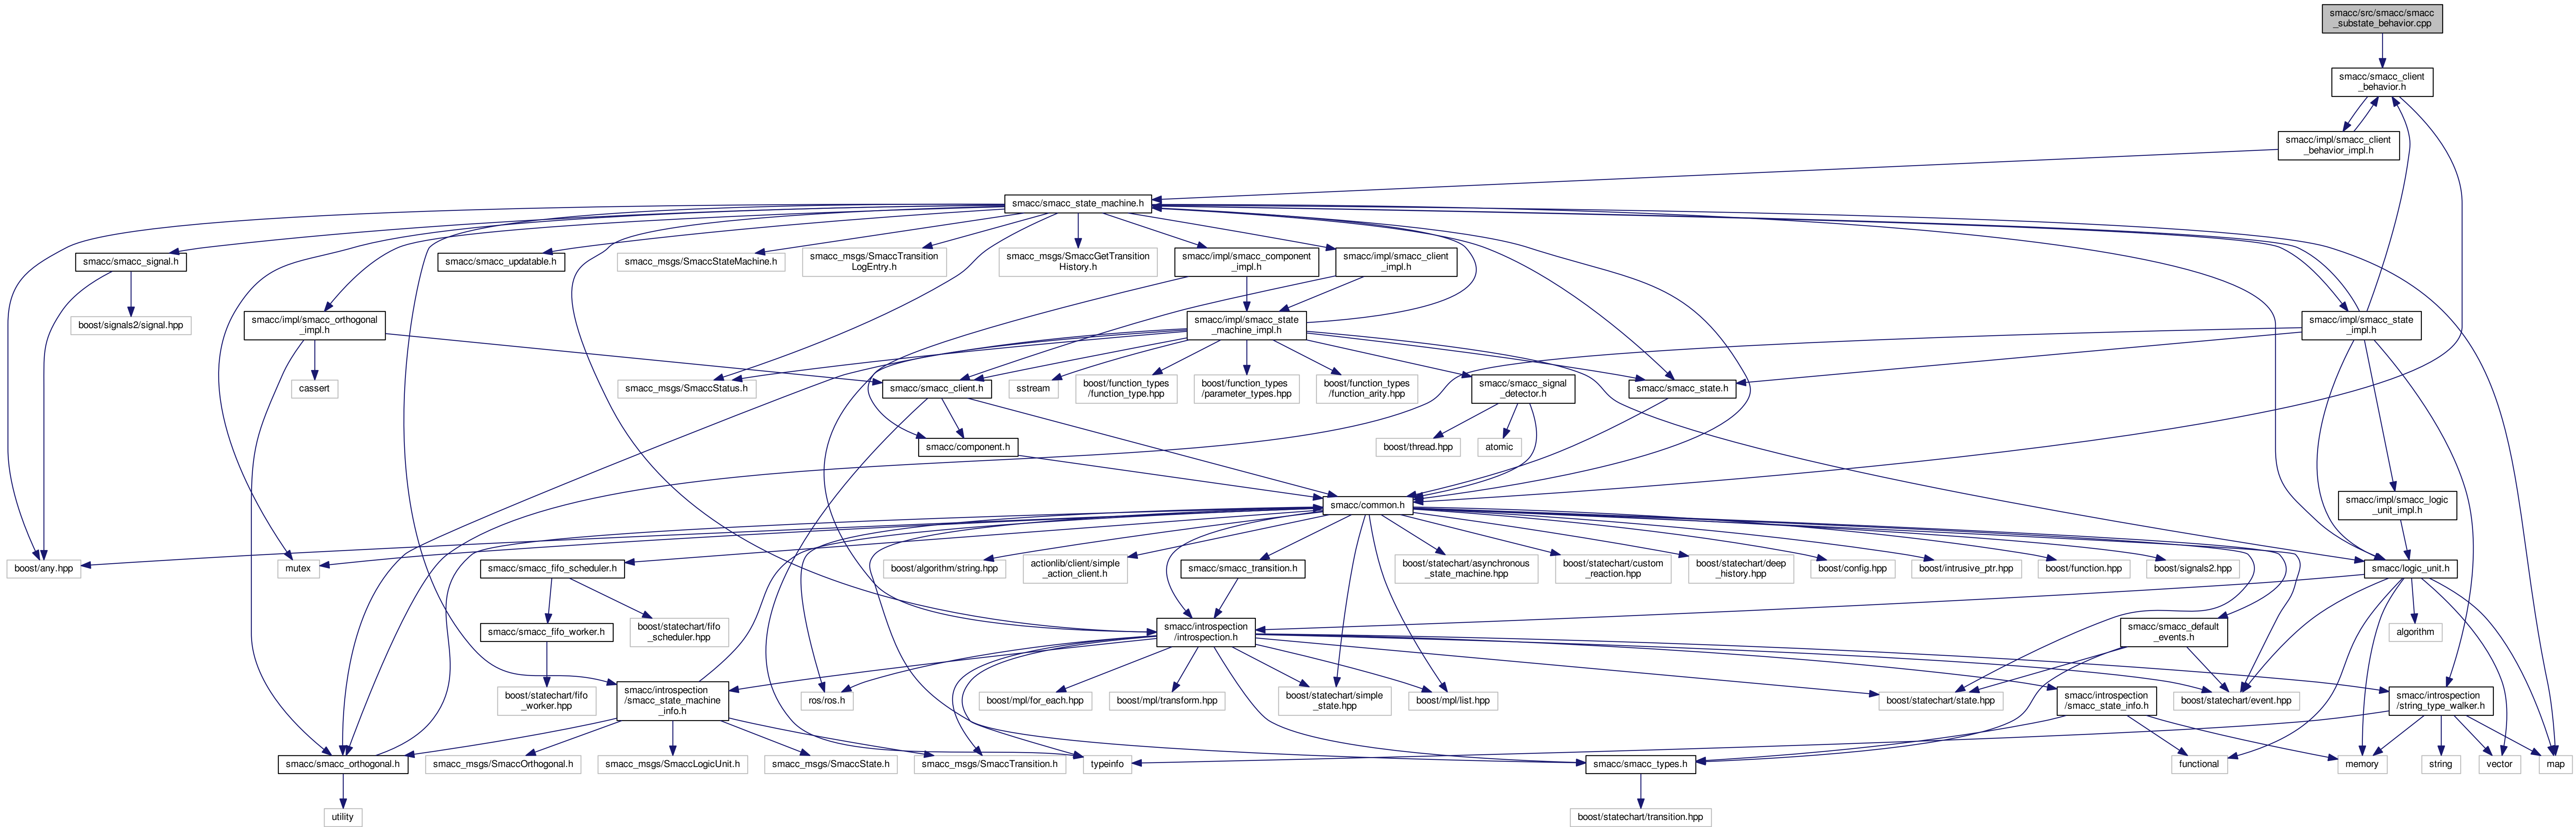 smacc/src/smacc/smacc
_substate_behavior.cpp
smacc/smacc_client
_behavior.h
smacc/impl/smacc_client
_behavior_impl.h
smacc/smacc_state_machine.h
smacc/smacc_signal.h
smacc/smacc_updatable.h
smacc_msgs/SmaccStateMachine.h
smacc_msgs/SmaccTransition
LogEntry.h
smacc_msgs/SmaccGetTransition
History.h
smacc/impl/smacc_component
_impl.h
smacc/impl/smacc_client
_impl.h
boost/signals2/signal.hpp
smacc/impl/smacc_orthogonal
_impl.h
smacc/impl/smacc_state
_machine_impl.h
smacc/impl/smacc_state
_impl.h
cassert
smacc_msgs/SmaccStatus.h
smacc/smacc_client.h
sstream
boost/function_types
/function_type.hpp
boost/function_types
/parameter_types.hpp
boost/function_types
/function_arity.hpp
smacc/smacc_signal
_detector.h
smacc/smacc_state.h
smacc/component.h
boost/thread.hpp
atomic
smacc/common.h
smacc/impl/smacc_logic
_unit_impl.h
boost/any.hpp
mutex
smacc/smacc_fifo_scheduler.h
boost/algorithm/string.hpp
actionlib/client/simple
_action_client.h
smacc/smacc_transition.h
boost/statechart/asynchronous
_state_machine.hpp
boost/statechart/custom
_reaction.hpp
boost/statechart/deep
_history.hpp
boost/config.hpp
boost/intrusive_ptr.hpp
boost/function.hpp
boost/signals2.hpp
smacc/logic_unit.h
smacc/smacc_fifo_worker.h
boost/statechart/fifo
_scheduler.hpp
smacc/introspection
/introspection.h
smacc/smacc_default
_events.h
algorithm
boost/statechart/fifo
_worker.hpp
smacc/introspection
/smacc_state_machine
_info.h
ros/ros.h
boost/mpl/for_each.hpp
boost/mpl/transform.hpp
boost/statechart/simple
_state.hpp
boost/mpl/list.hpp
boost/statechart/state.hpp
smacc/introspection
/smacc_state_info.h
boost/statechart/event.hpp
smacc/introspection
/string_type_walker.h
smacc/smacc_orthogonal.h
smacc_msgs/SmaccOrthogonal.h
smacc_msgs/SmaccLogicUnit.h
smacc_msgs/SmaccState.h
smacc_msgs/SmaccTransition.h
typeinfo
smacc/smacc_types.h
functional
memory
string
vector
map
utility
boost/statechart/transition.hpp